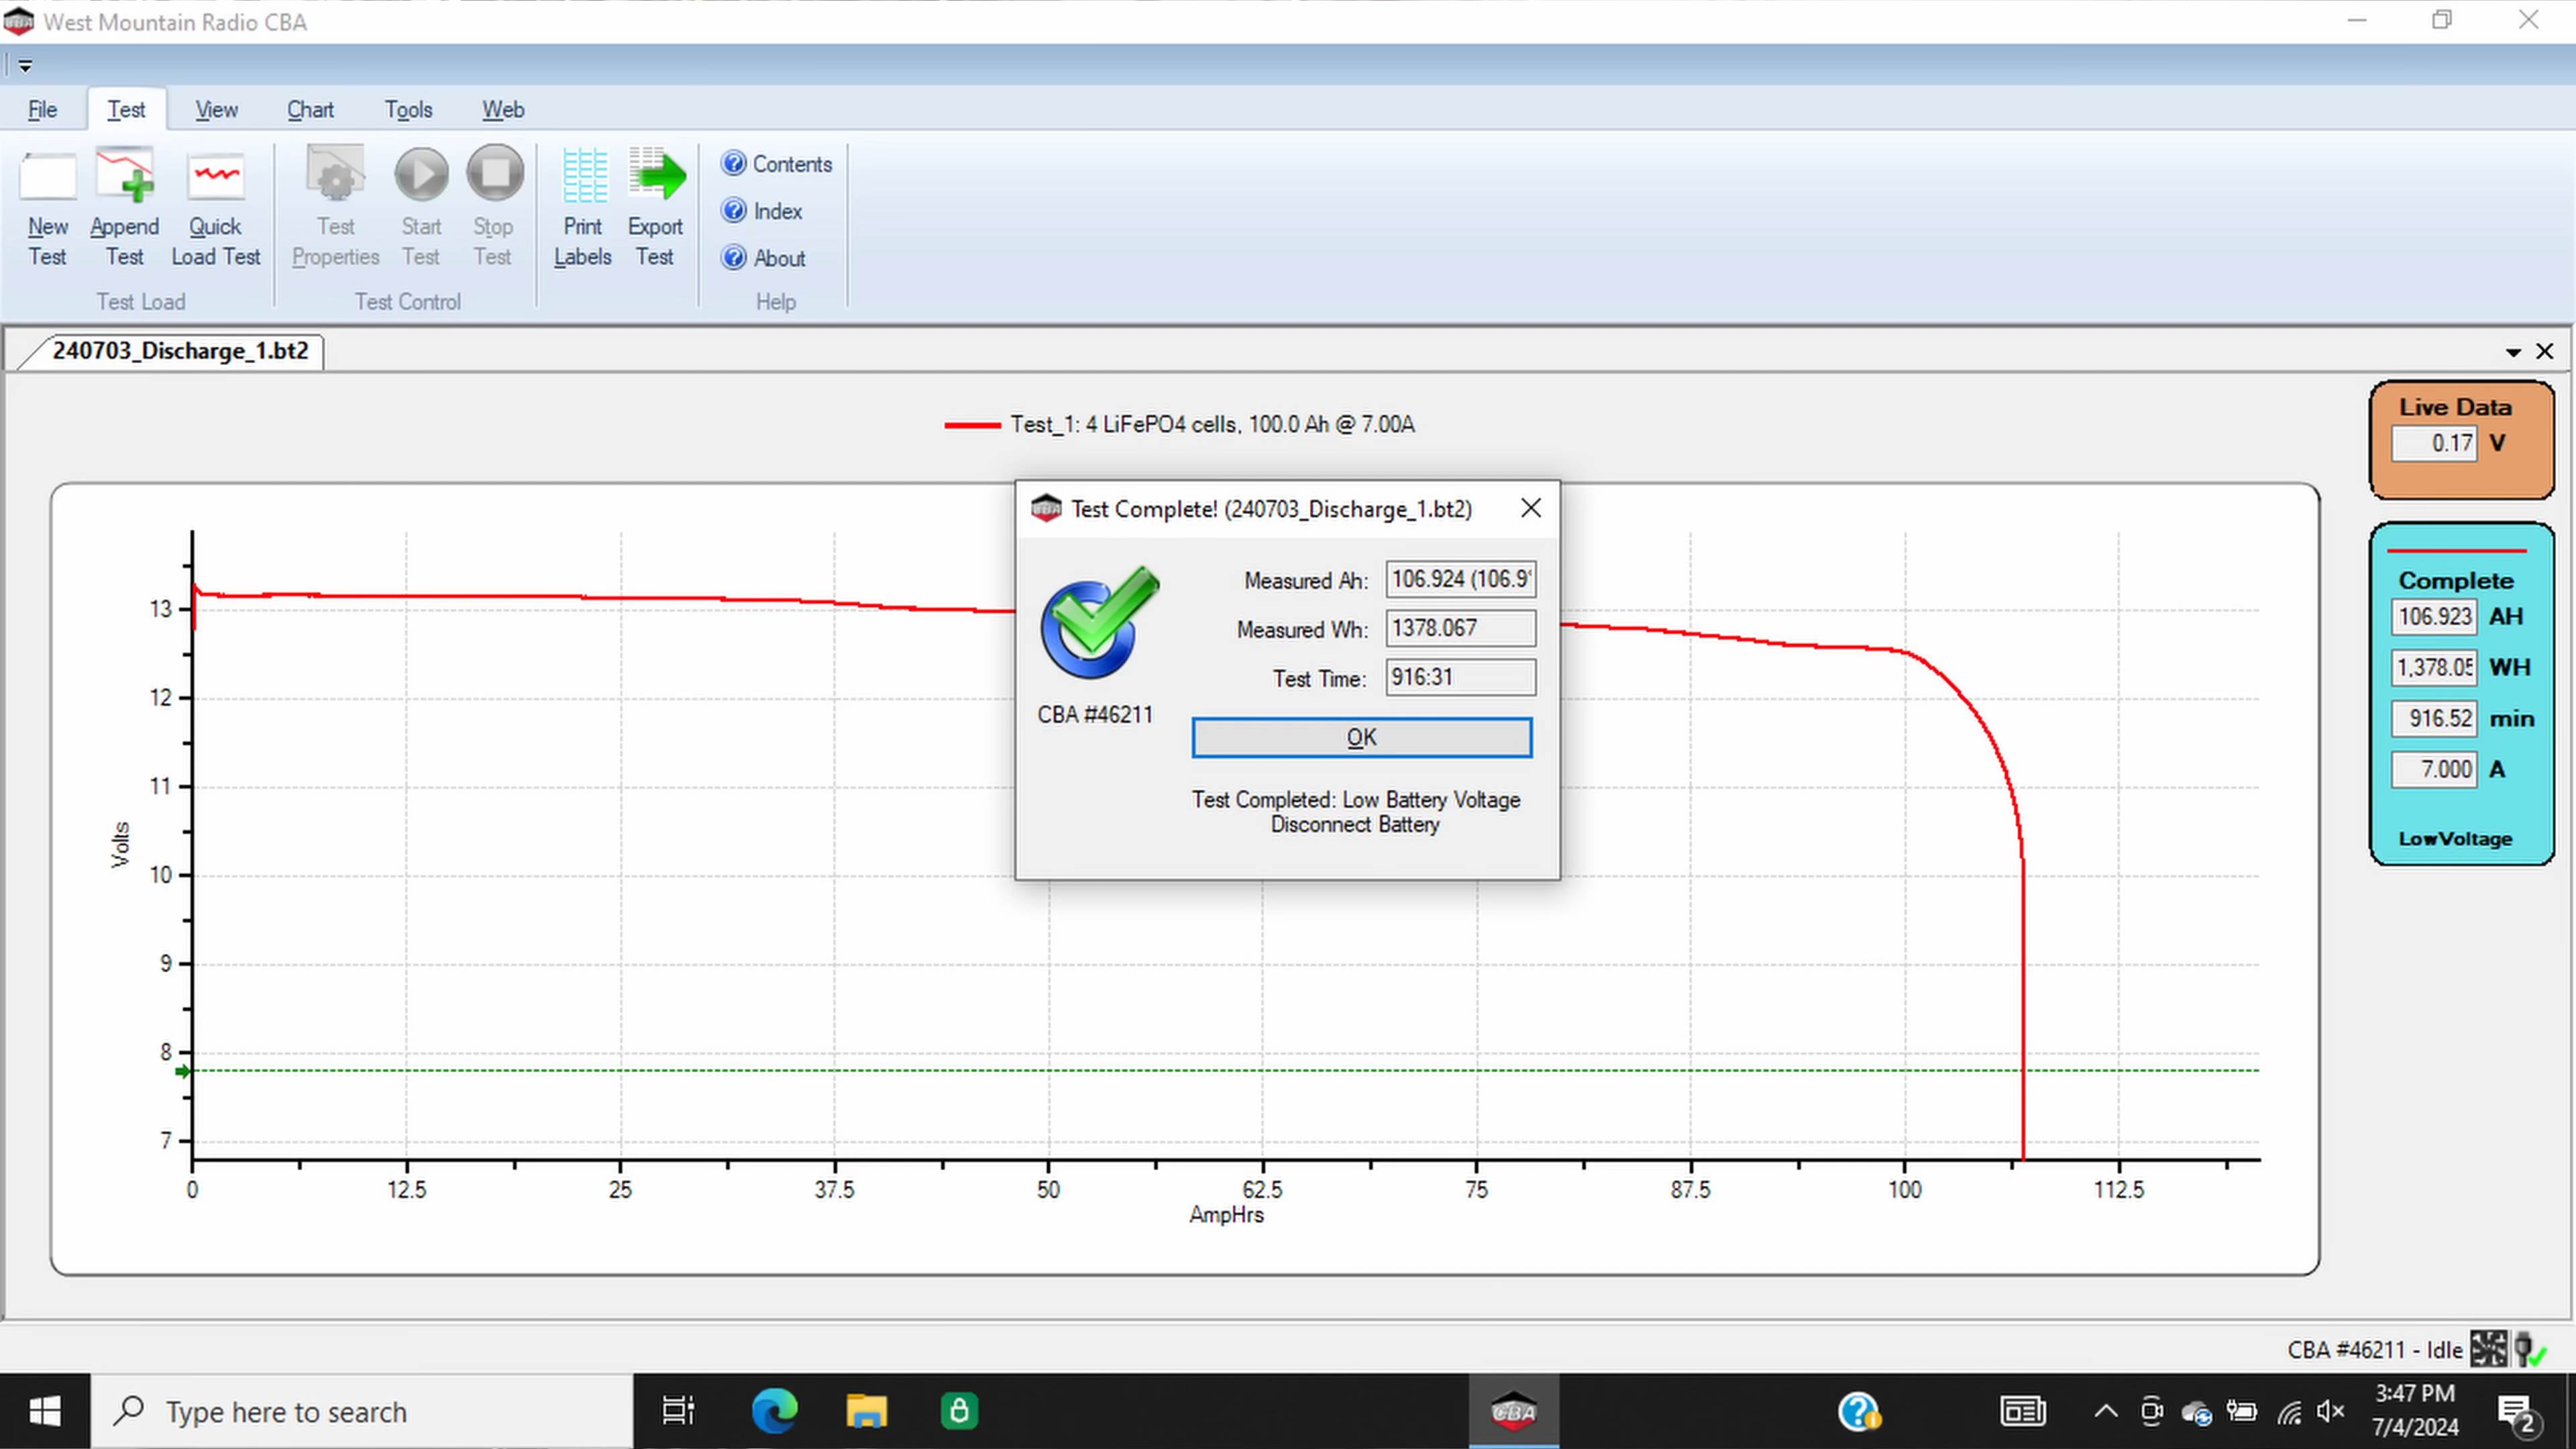 West Mountain Radio CBA
File Test View Chart Tools Web
New Test
Append Test
Quick Load Test
Test Load
Test Properties
Start Test
Stop Test
Test Control
Print Labels
Export Test
Contents
Index
About
Help
240703_Discharge_1.bt2
Test_1: 4 LiFePO4 cells, 100.0 Ah @ 7.00A
Live Data
0.17 V
Complete
106.923 AH
1,378.05 WH
916.52 min
7.000 A
LowVoltage
Test Complete! (240703_Discharge_1.bt2)
Measured Ah: 106.924 (106.9
Measured Wh: 1378.067
Test Time: 916:31
CBA #46211
OK
Test Completed: Low Battery Voltage
Disconnect Battery
Volts
13
12
11
10
9
8
7
0 12.5 25 37.5 50 62.5 75 87.5 100 112.5
AmpHrs
CBA #46211 - Idle
Type here to search
CBA
3:47 PM
7/4/2024
2